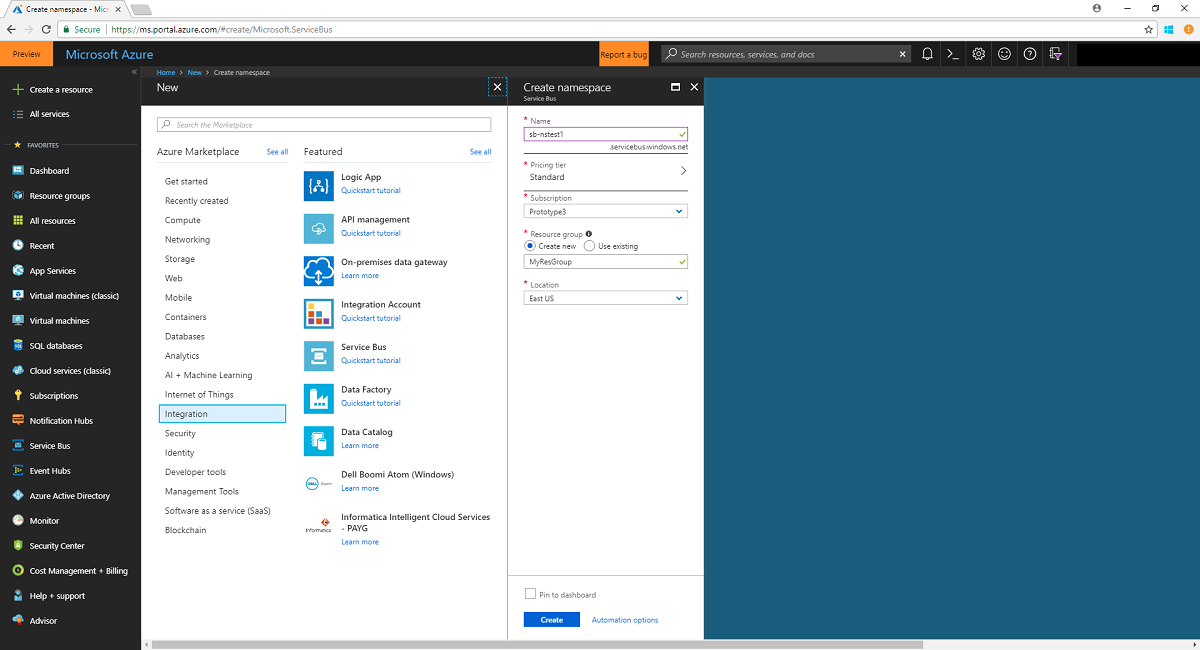 Create namespace - Micr
Secure https://ms.portal.azure.com/#create/Microsoft.ServiceBus
Preview
Microsoft Azure
Report a bug
Search resources, services, and docs
Create a resource
All services
FAVORITES
Dashboard
Resource groups
All resources
Recent
App Services
Virtual machines (classic)
Virtual machines
SQL databases
Cloud services (classic)
Subscriptions
Notification Hubs
Service Bus
Event Hubs
Azure Active Directory
Monitor
Security Center
Cost Management + Billing
Help + support
Advisor
Home > New > Create namespace
New
Search the Marketplace
Azure Marketplace See all
Get started
Recently created
Compute
Networking
Storage
Web
Mobile
Containers
Databases
Analytics
AI + Machine Learning
Internet of Things
Integration
Security
Identity
Developer tools
Management Tools
Software as a service (SaaS)
Blockchain
Featured See all
Logic App
Quickstart tutorial
API management
Quickstart tutorial
On-premises data gateway
Learn more
Integration Account
Quickstart tutorial
Service Bus
Quickstart tutorial
Data Factory
Quickstart tutorial
Data Catalog
Learn more
Dell Boomi Atom (Windows)
Learn more
Informatica
Informatica Intelligent Cloud Services
- PAYG
Learn more
Create namespace
Service Bus
* Name
sb-nstest1
.servicebus.windows.net
* Pricing tier
Standard
* Subscription
Prototype3
* Resource group
Create new Use existing
MyResGroup
* Location
East US
Pin to dashboard
Create Automation options